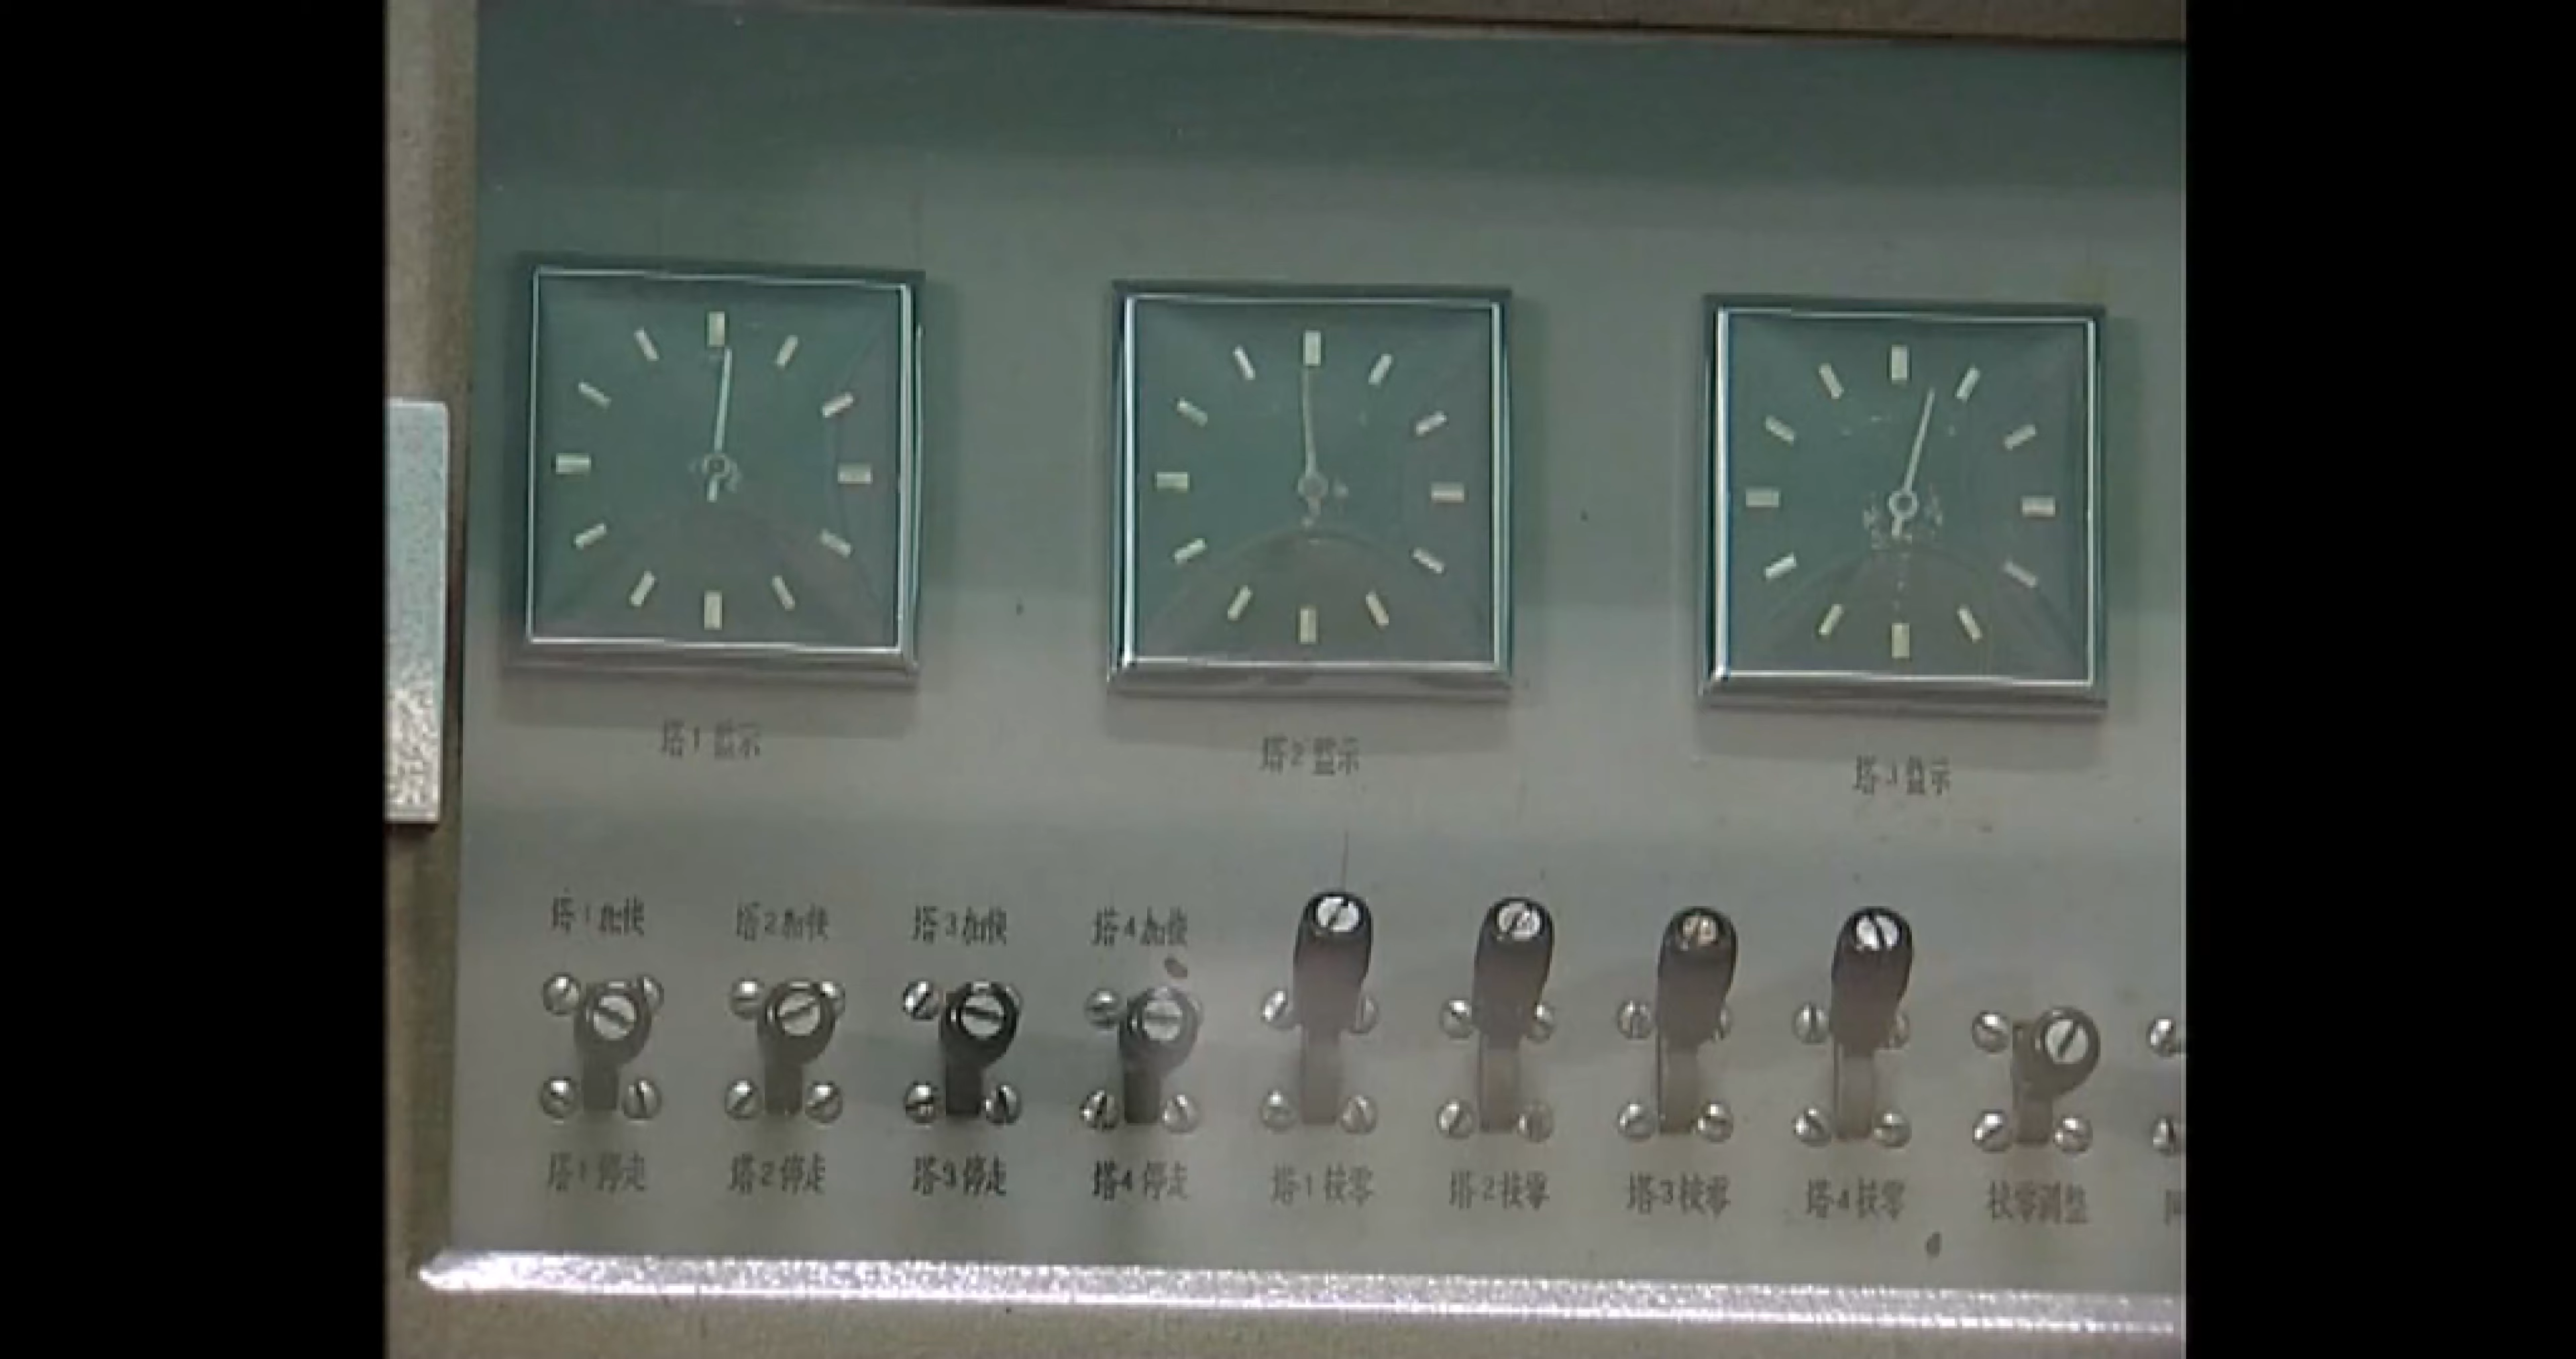 塔1监示
塔2监示
塔3监示
塔1加快
塔2加快
塔3加快
塔4加快
塔1停走
塔2停走
塔3停走
塔4停走
塔1校零
塔2校零
塔3校零
塔4校零
校零调整